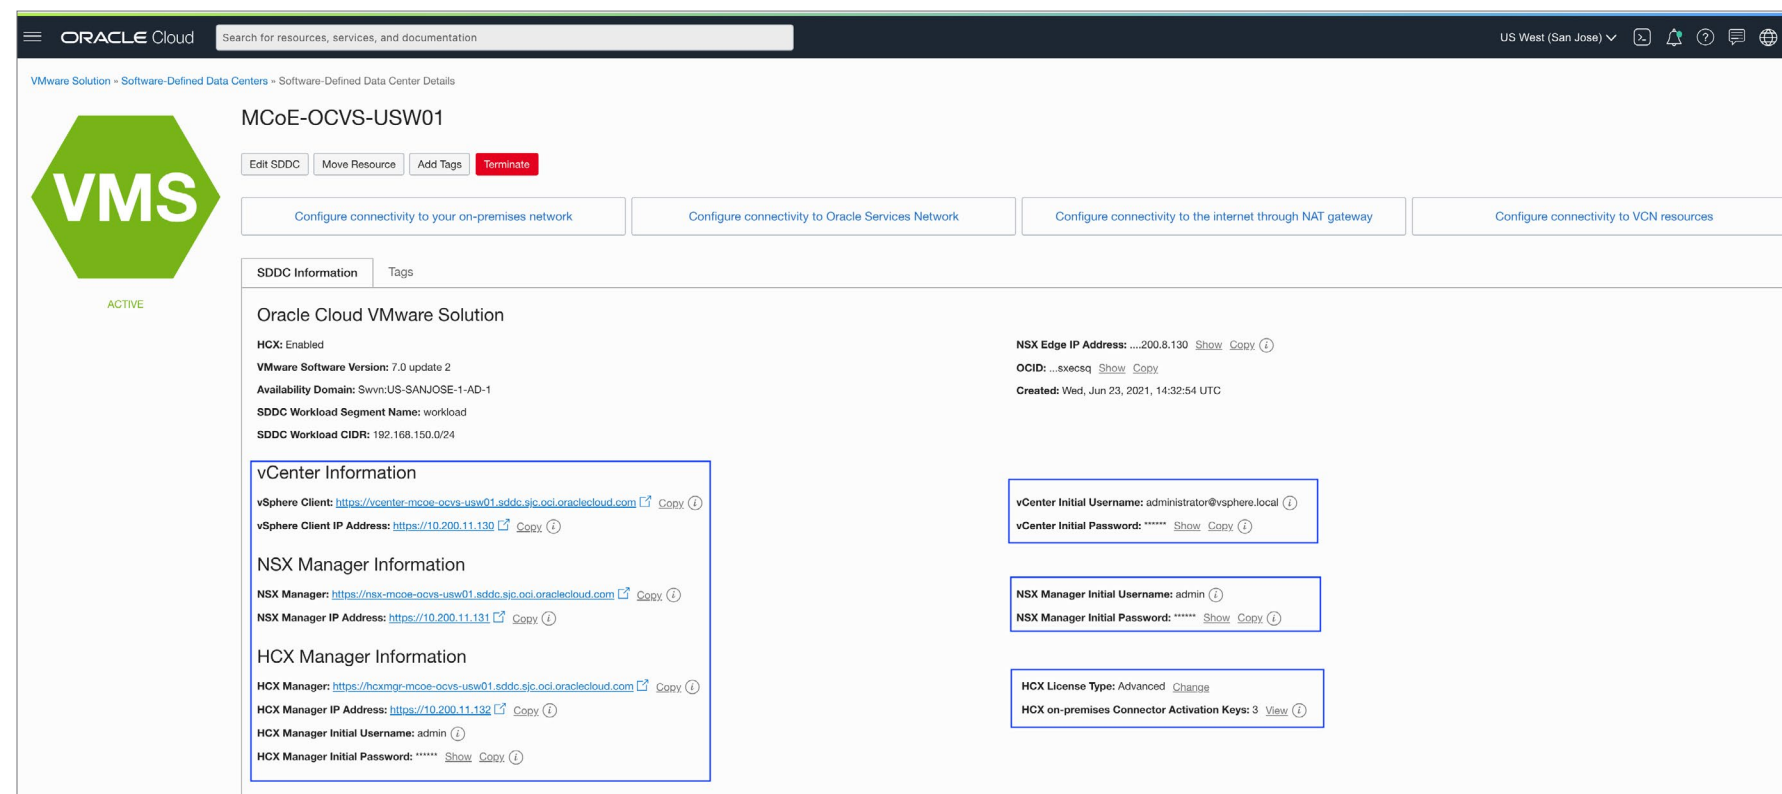 ORACLE Cloud
Search for resources, services, and documentation
US West (San Jose)
VMware Solution » Software-Defined Data Centers » Software-Defined Data Center Details
VMS
ACTIVE
MCoE-OCVS-USW01
Edit SDDC Move Resource Add Tags Terminate
Configure connectivity to your on-premises network
Configure connectivity to Oracle Services Network
Configure connectivity to the internet through NAT gateway
Configure connectivity to VCN resources
SDDC Information Tags
Oracle Cloud VMware Solution
HCX: Enabled
VMware Software Version: 7.0 update 2
Availability Domain: Swvn:US-SANJOSE-1-AD-1
SDDC Workload Segment Name: workload
SDDC Workload CIDR: 192.168.150.0/24
NSX Edge IP Address: ....200.8.130 Show Copy
OCID: ...sxecsq Show Copy
Created: Wed, Jun 23, 2021, 14:32:54 UTC
vCenter Information
vSphere Client: https://vcenter-mcoe-ocvs-usw01.sddc.sjc.oci.oraclecloud.com Copy
vSphere Client IP Address: https://10.200.11.130 Copy
vCenter Initial Username: administrator@vsphere.local
vCenter Initial Password: ****** Show Copy
NSX Manager Information
NSX Manager: https://nsx-mcoe-ocvs-usw01.sddc.sjc.oci.oraclecloud.com Copy
NSX Manager IP Address: https://10.200.11.131 Copy
NSX Manager Initial Username: admin
NSX Manager Initial Password: ****** Show Copy
HCX Manager Information
HCX Manager: https://hcxmgr-mcoe-ocvs-usw01.sddc.sjc.oci.oraclecloud.com Copy
HCX Manager IP Address: https://10.200.11.132 Copy
HCX Manager Initial Username: admin
HCX Manager Initial Password: ****** Show Copy
HCX License Type: Advanced Change
HCX on-premises Connector Activation Keys: 3 View